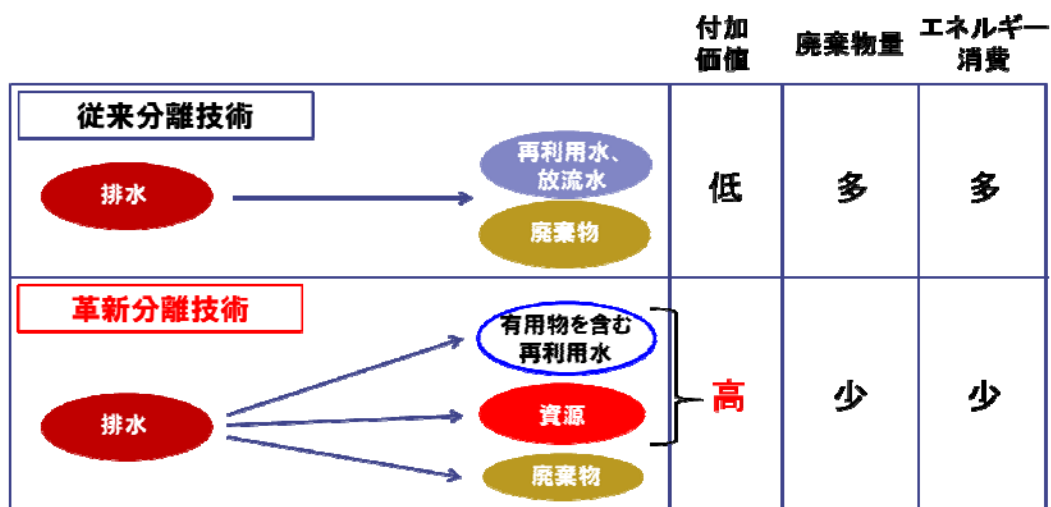 付加
価値
廃棄物量
エネルギー
消費
従来分離技術
排水
再利用水、
放流水
廃棄物
低
多
多
革新分離技術
排水
有用物を含む
再利用水
資源
廃棄物
高
少
少